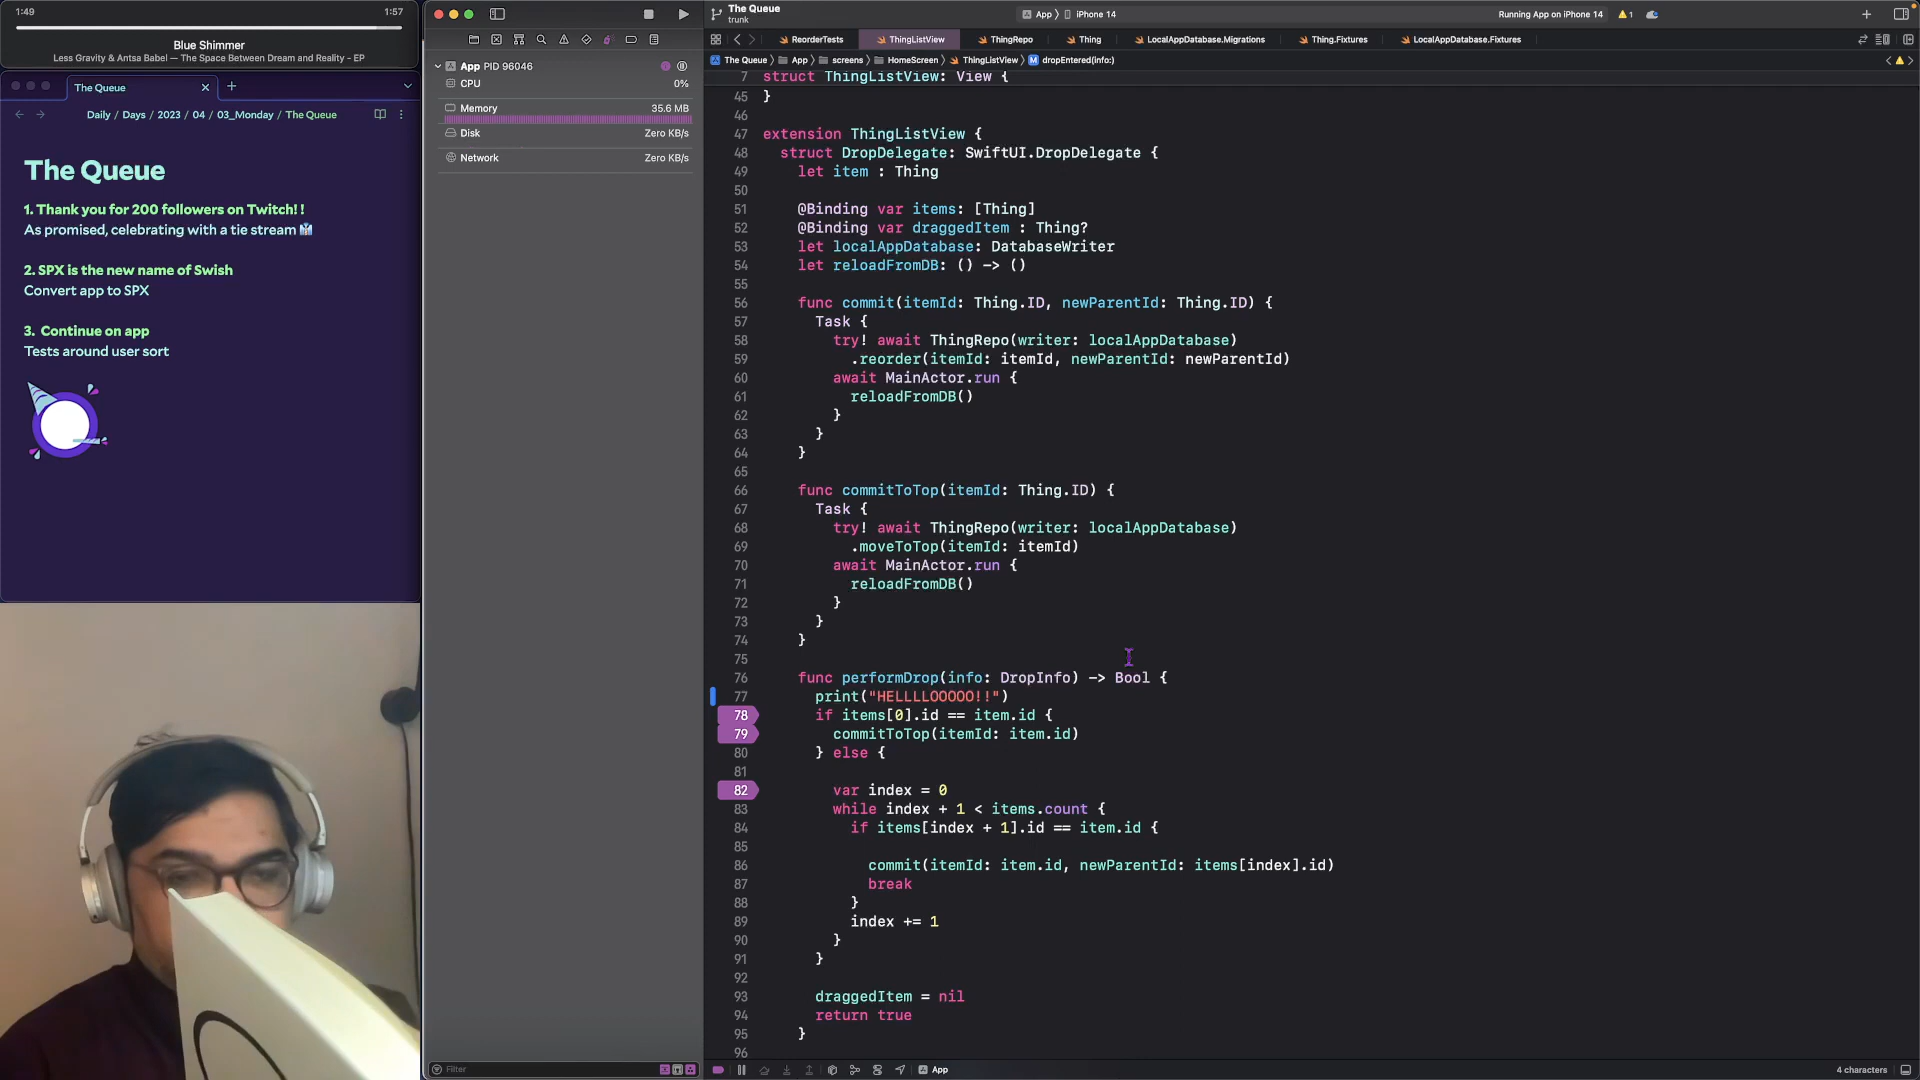 1:49
1:57
Blue Shimmer
Less Gravity & Antsa Babel — The Space Between Dream and Reality - EP
The Queue
Daily / Days / 2023 / 04 / 03_Monday / The Queue
The Queue
1. Thank you for 200 followers on Twitch! !
As promised, celebrating with a tie stream 👔
2. SPX is the new name of Swish
Convert app to SPX
3. Continue on app
Tests around user sort
App PID 96046
CPU 0%
Memory 35.6 MB
Disk Zero KB/s
Network Zero KB/s
Filter
The Queue
trunk
App 〉 iPhone 14
Running App on iPhone 14
1
ReorderTests
ThingListView
ThingRepo
Thing
LocalAppDatabase.Migrations
Thing.Fixtures
LocalAppDatabase.Fixtures
The Queue 〉 App 〉 screens 〉 HomeScreen 〉 ThingListView 〉 M dropEntered(info:)
7 struct ThingListView: View {
45 }
46
47 extension ThingListView {
48 struct DropDelegate: SwiftUI.DropDelegate {
49 let item : Thing
50
51 @Binding var items: [Thing]
52 @Binding var draggedItem : Thing?
53 let localAppDatabase: DatabaseWriter
54 let reloadFromDB: () -> ()
55
56 func commit(itemId: Thing.ID, newParentId: Thing.ID) {
57 Task {
58 try! await ThingRepo(writer: localAppDatabase)
59 .reorder(itemId: itemId, newParentId: newParentId)
60 await MainActor.run {
61 reloadFromDB()
62 }
63 }
64 }
65
66 func commitToTop(itemId: Thing.ID) {
67 Task {
68 try! await ThingRepo(writer: localAppDatabase)
69 .moveToTop(itemId: itemId)
70 await MainActor.run {
71 reloadFromDB()
72 }
73 }
74 }
75
76 func performDrop(info: DropInfo) -> Bool {
77 print("HELLLLOOOOO!!")
78 if items[0].id == item.id {
79 commitToTop(itemId: item.id)
80 } else {
81
82 var index = 0
83 while index + 1 < items.count {
84 if items[index + 1].id == item.id {
85
86 commit(itemId: item.id, newParentId: items[index].id)
87 break
88 }
89 index += 1
90 }
91 }
92
93 draggedItem = nil
94 return true
95 }
96
App
4 characters